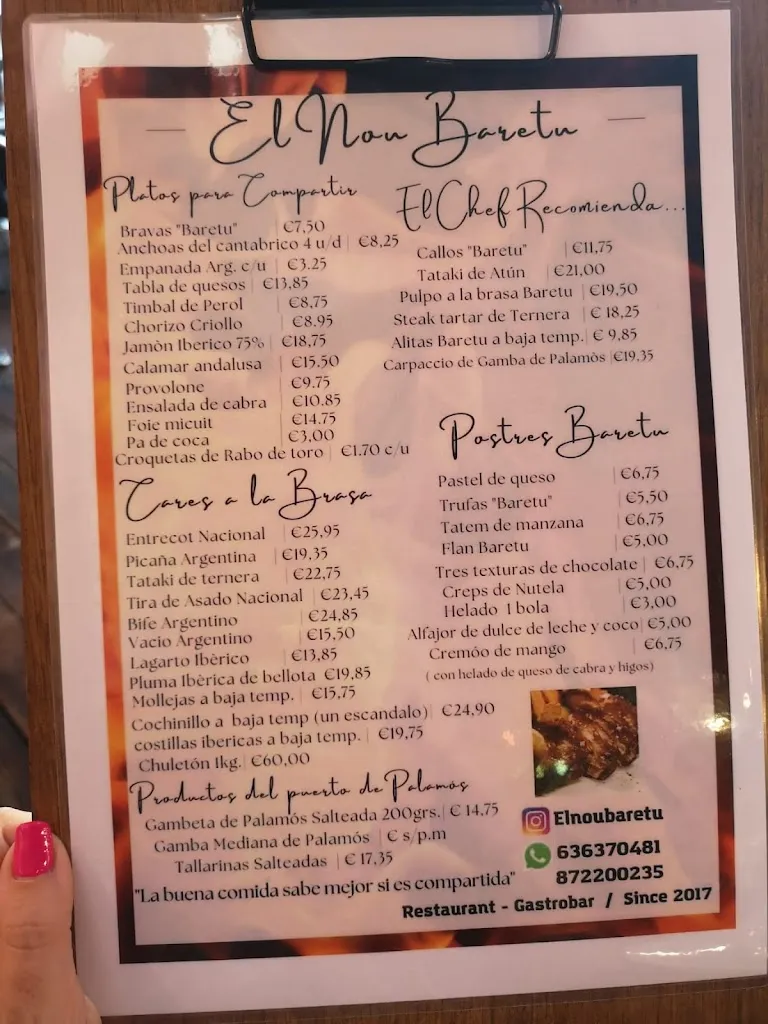 El Nou Baretu
Platos para Compartir
Bravas "Baretu" | €7,50
Anchoas del cantabrico 4 u/d | €8,25
Empanada Arg. c/u | €3.25
Tabla de quesos | €13,85
Timbal de Perol | €8,75
Chorizo Criollo | €8.95
Jamòn Iberico 75% | €18,75
Calamar andalusa | €15.50
Provolone | €9.75
Ensalada de cabra | €10.85
Foie micuit | €14.75
Pa de coca | €3,00
Croquetas de Rabo de toro | €1.70 c/u
Cares a la Brasa
Entrecot Nacional | €25,95
Picaña Argentina | €19,35
Tataki de ternera | €22,75
Tira de Asado Nacional | €23,45
Bife Argentino | €24,85
Vacio Argentino | €15,50
Lagarto Ibèrico | €13,85
Pluma Ibèrica de bellota €19,85
Mollejas a baja temp. | €15,75
Cochinillo a baja temp (un escandalo) | €24,90
costillas ibericas a baja temp. | €19,75
Chuletón 1kg. | €60,00
Productos del puerto de Palamòs
Gambeta de Palamós Salteada 200grs. | € 14,75
Gamba Mediana de Palamós | € s/p.m
Tallarinas Salteadas | € 17,35
"La buena comida sabe mejor si es compartida"
El Chef Recomienda...
Callos "Baretu" | €11,75
Tataki de Atún | €21,00
Pulpo a la brasa Baretu | €19,50
Steak tartar de Ternera | € 18,25
Alitas Baretu a baja temp. | € 9,85
Carpaccio de Gamba de Palamòs | €19,35
Postres Baretu
Pastel de queso | €6,75
Trufas "Baretu" | €5,50
Tatem de manzana | €6,75
Flan Baretu | €5,00
Tres texturas de chocolate | €6,75
Creps de Nutela | €5,00
Helado 1 bola | €3,00
Alfajor de dulce de leche y coco | €5,00
Cremóo de mango | €6,75
( con helado de queso de cabra y higos)
Elnoubaretu
636370481
872200235
Restaurant - Gastrobar / Since 2017